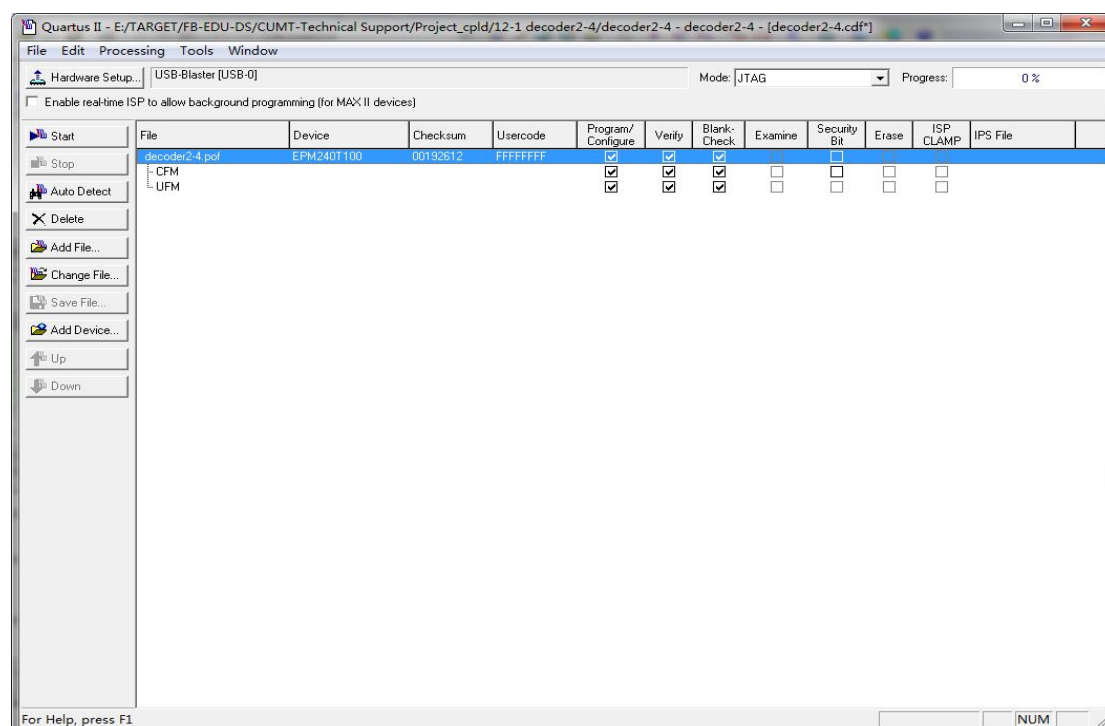 Quartus II - E:/TARGET/FB-EDU-DS/CUMT-Technical Support/Project_cpld/12-1 decoder2-4/decoder2-4 - decoder2-4 - [decoder2-4.cdf*]
File Edit Processing Tools Window
Hardware Setup... USB-Blaster [USB-0] Mode: JTAG Progress: 0 %
Enable real-time ISP to allow background programming (for MAX II devices)
Start
Stop
Auto Detect
Delete
Add File...
Change File...
Save File...
Add Device...
Up
Down
File Device Checksum Usercode Program/ Configure Verify Blank- Check Examine Security Bit Erase ISP CLAMP IPS File
decoder2-4.pof EPM240T100 00192612 FFFFFFFF
CFM
UFM
For Help, press F1 NUM